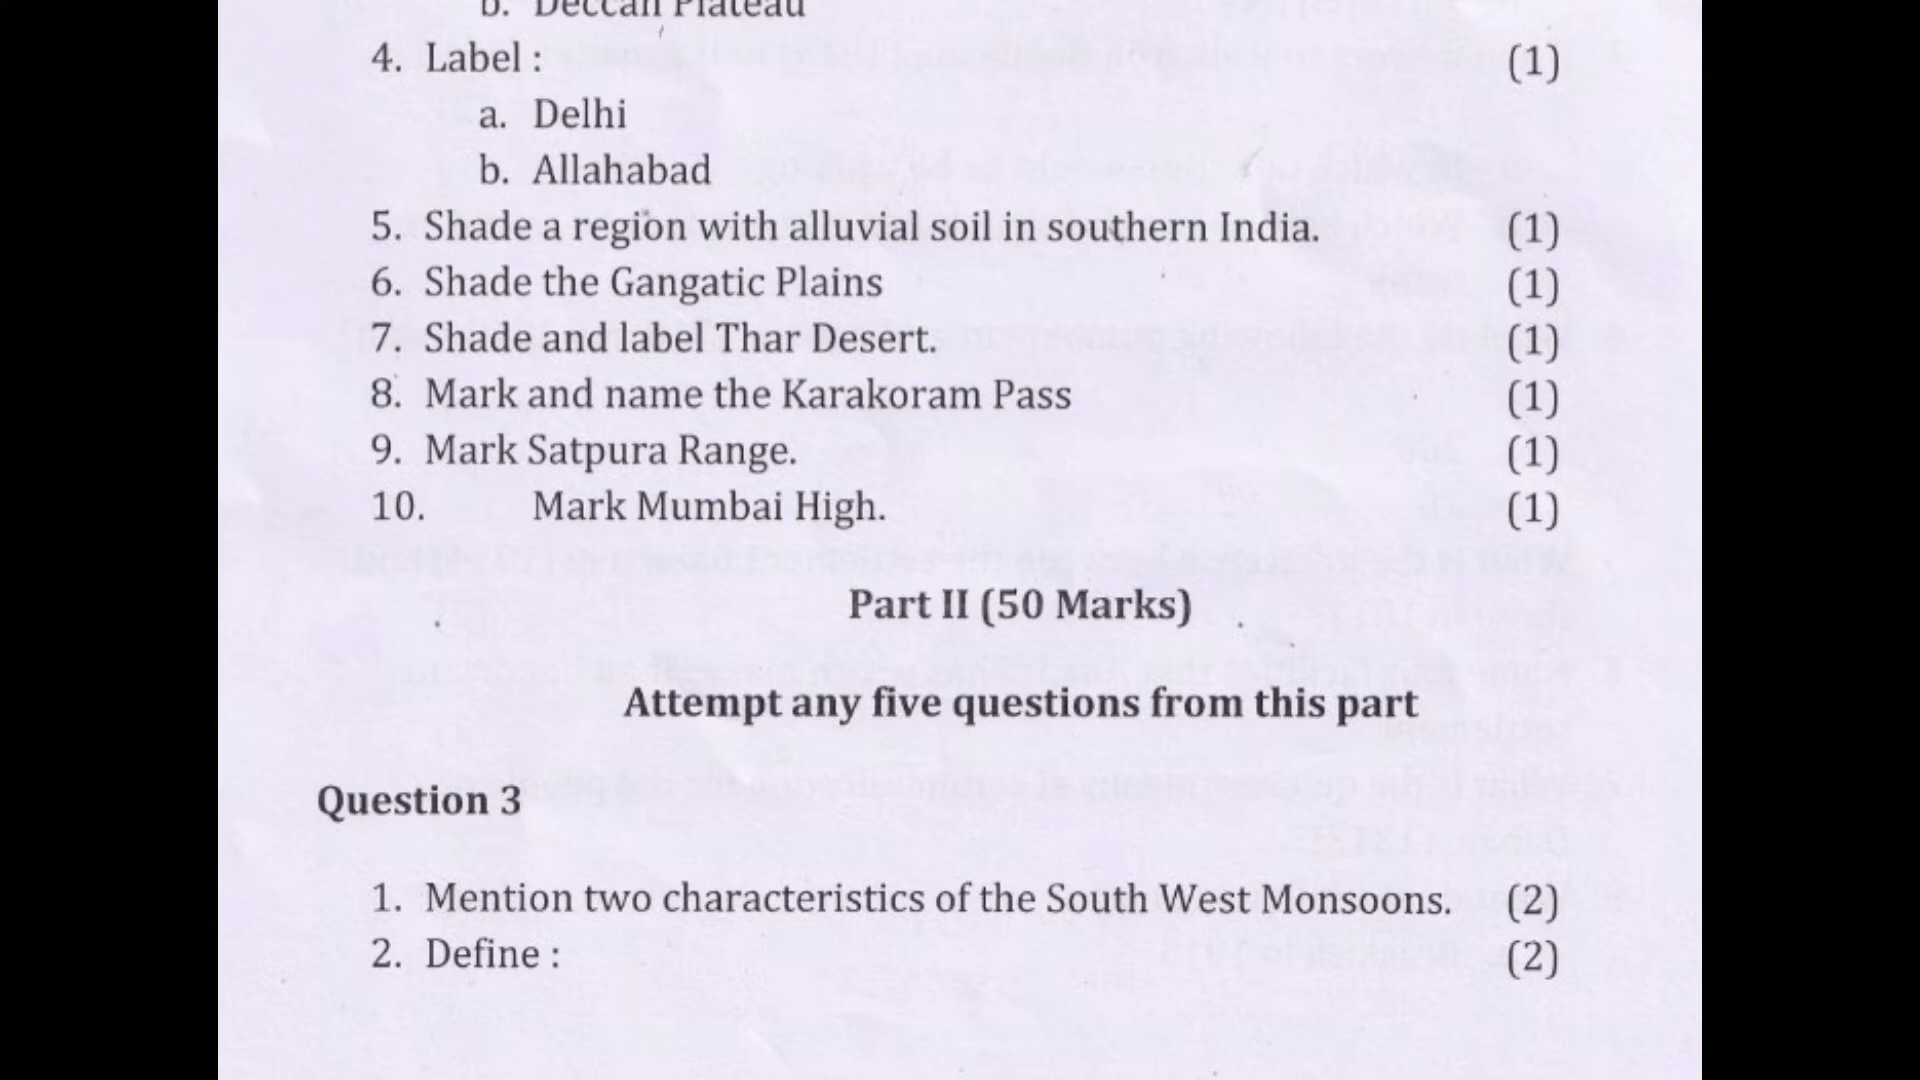 b. Deccan Plateau
4. Label : (1)
a. Delhi
b. Allahabad
5. Shade a region with alluvial soil in southern India. (1)
6. Shade the Gangatic Plains (1)
7. Shade and label Thar Desert. (1)
8. Mark and name the Karakoram Pass (1)
9. Mark Satpura Range. (1)
10. Mark Mumbai High. (1)
Part II (50 Marks)
Attempt any five questions from this part
Question 3
1. Mention two characteristics of the South West Monsoons. (2)
2. Define : (2)